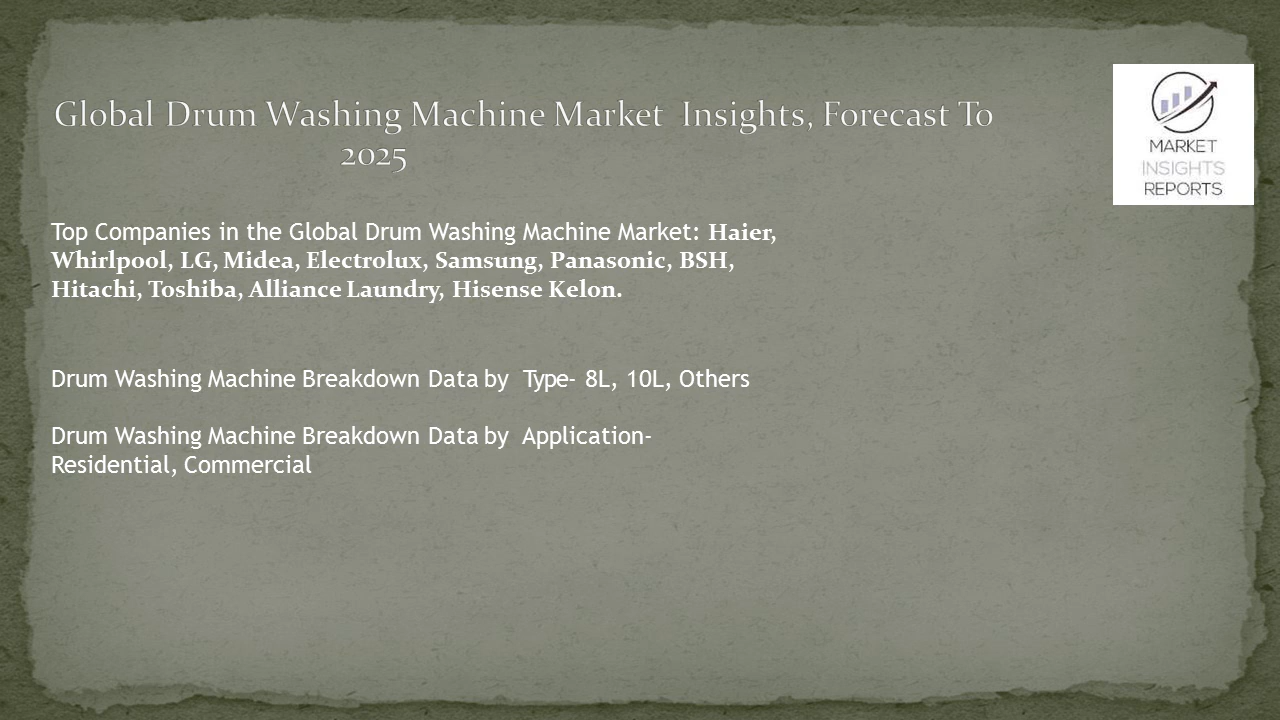 Global Drum Washing Machine Market Insights, Forecast To
2025
MARKET
INSIGHTS
REPORTS
Top Companies in the Global Drum Washing Machine Market: Haier,
Whirlpool, LG, Midea, Electrolux, Samsung, Panasonic, BSH,
Hitachi, Toshiba, Alliance Laundry, Hisense Kelon.
Drum Washing Machine Breakdown Data by Type- 8L, 10L, Others
Drum Washing Machine Breakdown Data by Application-
Residential, Commercial